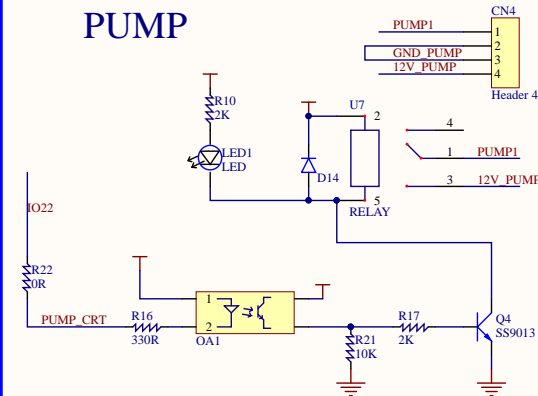 PUMP
CN4
PUMP1
1
2
GND_PUMP
3
12V_PUMP
4
Header 4
R10
2K
U7
2
4
LED1
LED
1
PUMP1
D14
3
12V_PUMP
5
RELAY
IO22
R22
0R
PUMP_CRT
R16
330R
1
2
OA1
R21
10K
R17
2K
Q4
SS9013